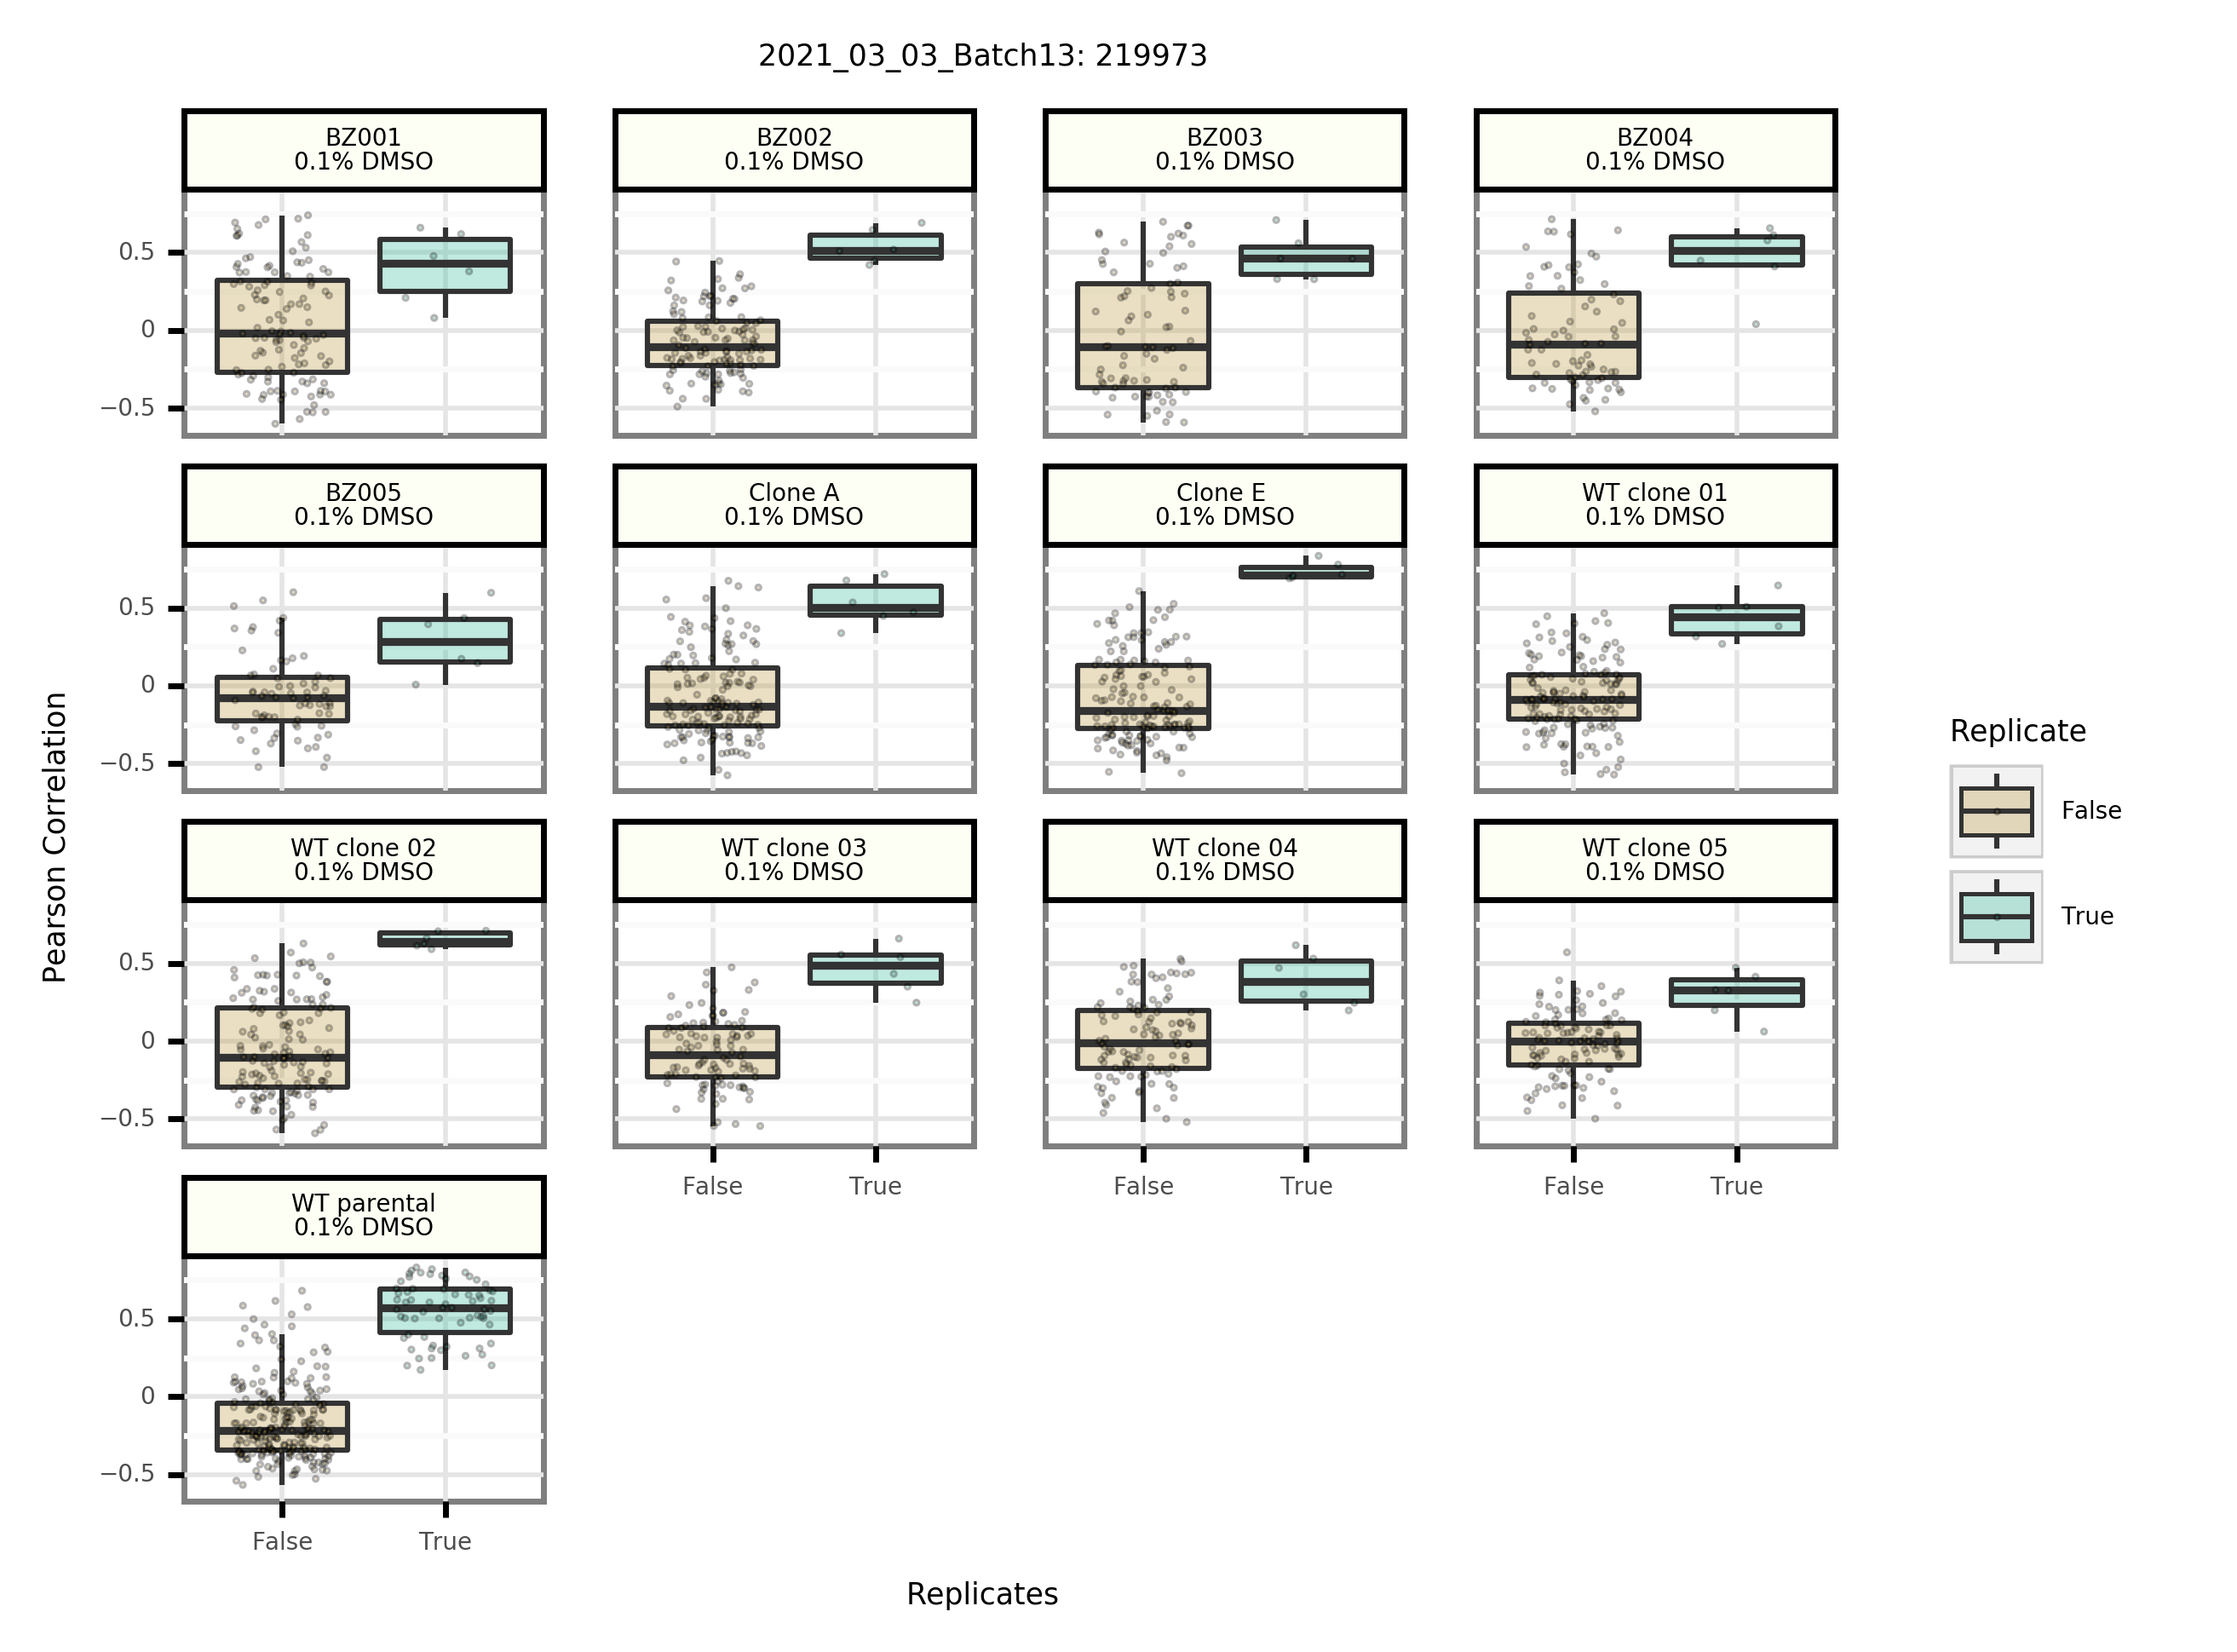 2021_03_03_Batch13: 219973
BZ001
0.1% DMSO
BZ002
0.1% DMSO
BZ003
0.1% DMSO
BZ004
0.1% DMSO
0.5
0
−0.5
BZ005
0.1% DMSO
Clone A
0.1% DMSO
Clone E
0.1% DMSO
WT clone 01
0.1% DMSO
0.5
0
−0.5
WT clone 02
0.1% DMSO
WT clone 03
0.1% DMSO
WT clone 04
0.1% DMSO
WT clone 05
0.1% DMSO
0.5
0
−0.5
False
True
False
True
False
True
WT parental
0.1% DMSO
0.5
0
−0.5
False
True
Pearson Correlation
Replicates
Replicate
False
True